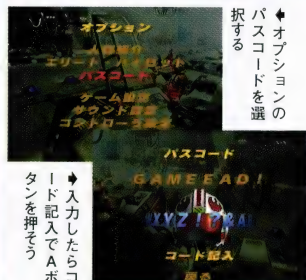 ⬅オプションの
パスコードを選
択する
オプション
エリート パイロット
パスコード
ゲーム設定
サウンド設定
コントローラ設定
パスコード
GAMEEAD!
コード記入
戻る
➡入力したらコ
ード記入でAボ
タンを押そう